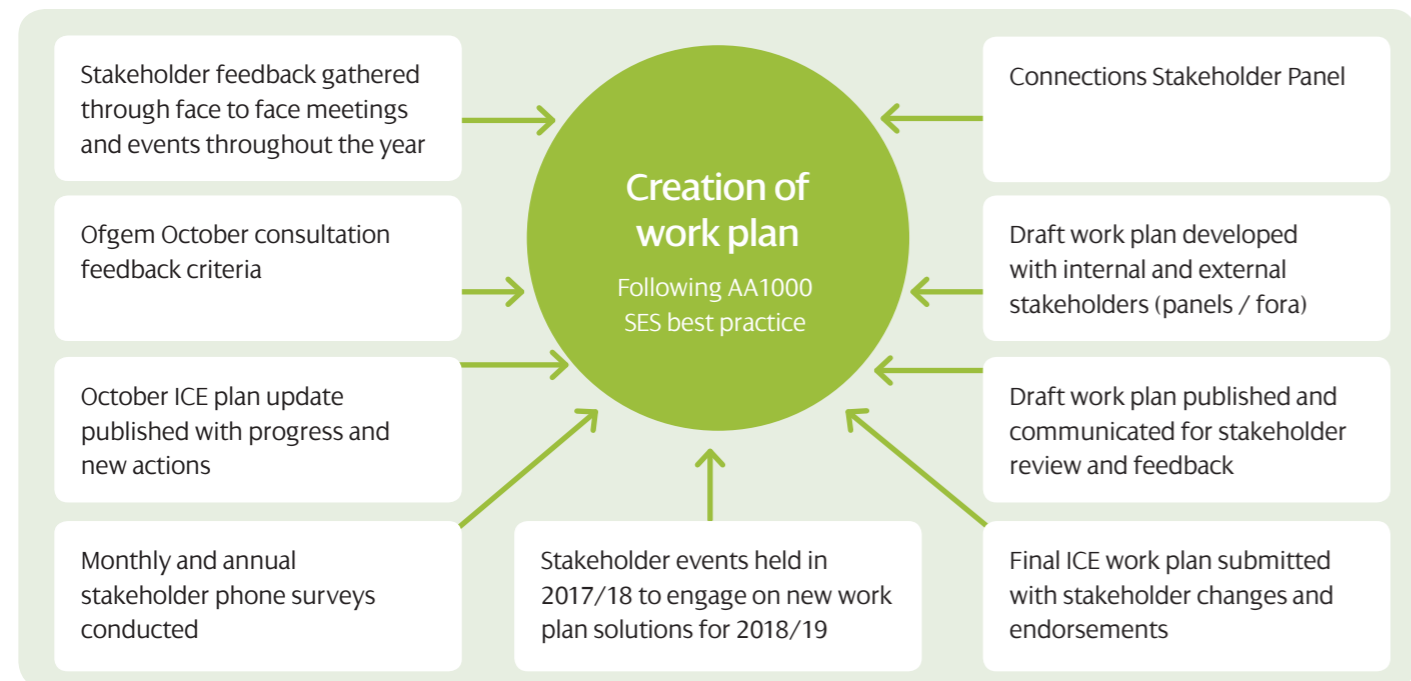 Stakeholder feedback gathered
through face to face meetings
and events throughout the year
Ofgem October consultation
feedback criteria
October ICE plan update
published with progress and
new actions
Monthly and annual
stakeholder phone surveys
conducted
Creation of
work plan
Following AA1000
SES best practice
Stakeholder events held in
2017/18 to engage on new work
plan solutions for 2018/19
Connections Stakeholder Panel
Draft work plan developed
with internal and external
stakeholders (panels / fora)
Draft work plan published and
communicated for stakeholder
review and feedback
Final ICE work plan submitted
with stakeholder changes and
endorsements